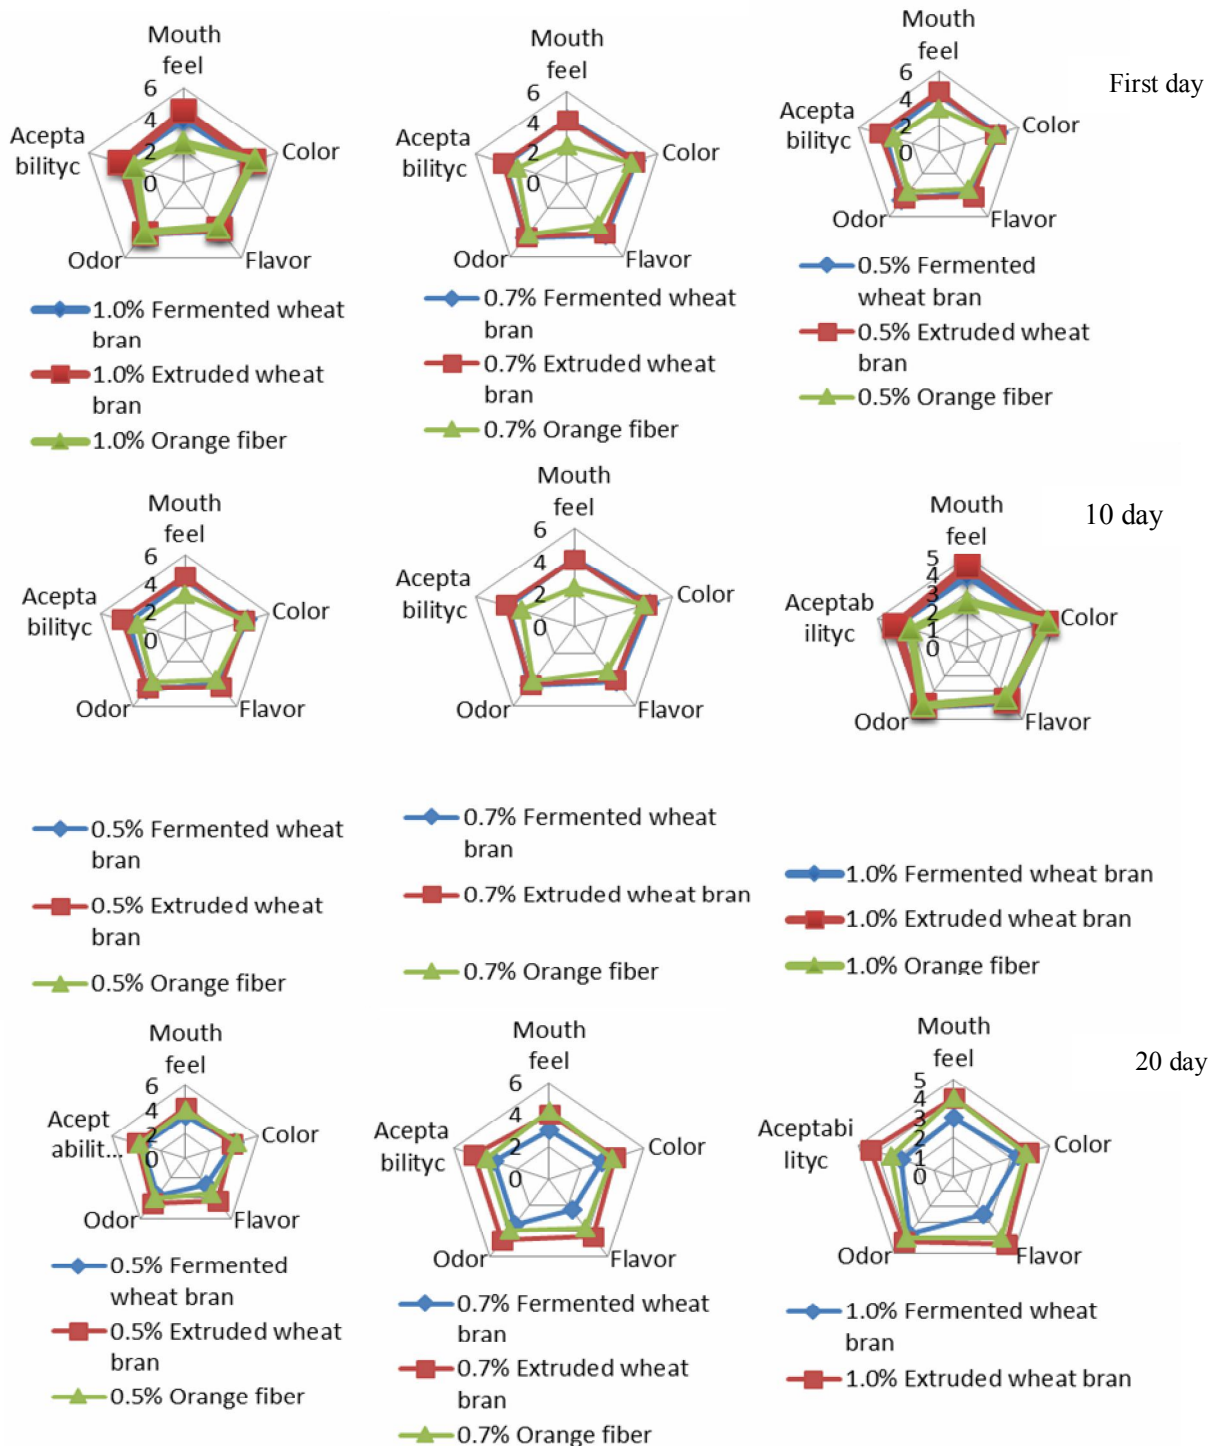 First day
Mouth
feel
6
4
2
0
Acepta
bilityc
Color
Odor
Flavor
1.0% Fermented wheat
bran
1.0% Extruded wheat
bran
1.0% Orange fiber
Mouth
feel
6
4
2
0
Acepta
bilityc
Color
Odor
Flavor
0.7% Fermented wheat
bran
0.7% Extruded wheat
bran
0.7% Orange fiber
Mouth
feel
6
4
2
0
Acepta
bilityc
Color
Odor
Flavor
0.5% Fermented
wheat bran
0.5% Extruded wheat
bran
0.5% Orange fiber
10 day
Mouth
feel
6
4
2
0
Acepta
bilityc
Color
Odor
Flavor
0.5% Fermented wheat
bran
0.5% Extruded wheat
bran
0.5% Orange fiber
Mouth
feel
6
4
2
0
Acepta
bilityc
Color
Odor
Flavor
0.7% Fermented wheat
bran
0.7% Extruded wheat bran
0.7% Orange fiber
Mouth
feel
5
4
3
2
1
0
Aceptab
ilityc
Color
Odor
Flavor
1.0% Fermented wheat bran
1.0% Extruded wheat bran
1.0% Orange fiber
20 day
Mouth
feel
6
4
2
0
Acept
abilit...
Color
Odor
Flavor
0.5% Fermented
wheat bran
0.5% Extruded wheat
bran
0.5% Orange fiber
Mouth
feel
6
4
2
0
Acepta
bilityc
Color
Odor
Flavor
0.7% Fermented wheat
bran
0.7% Extruded wheat
bran
0.7% Orange fiber
Mouth
feel
5
4
3
2
1
0
Aceptabi
lityc
Color
Odor
Flavor
1.0% Fermented wheat
bran
1.0% Extruded wheat bran